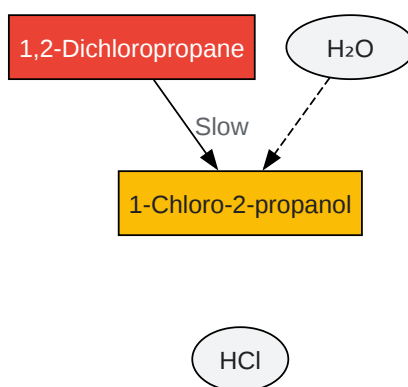 1,2-Dichloropropane
H₂O
Slow
1-Chloro-2-propanol
HCl